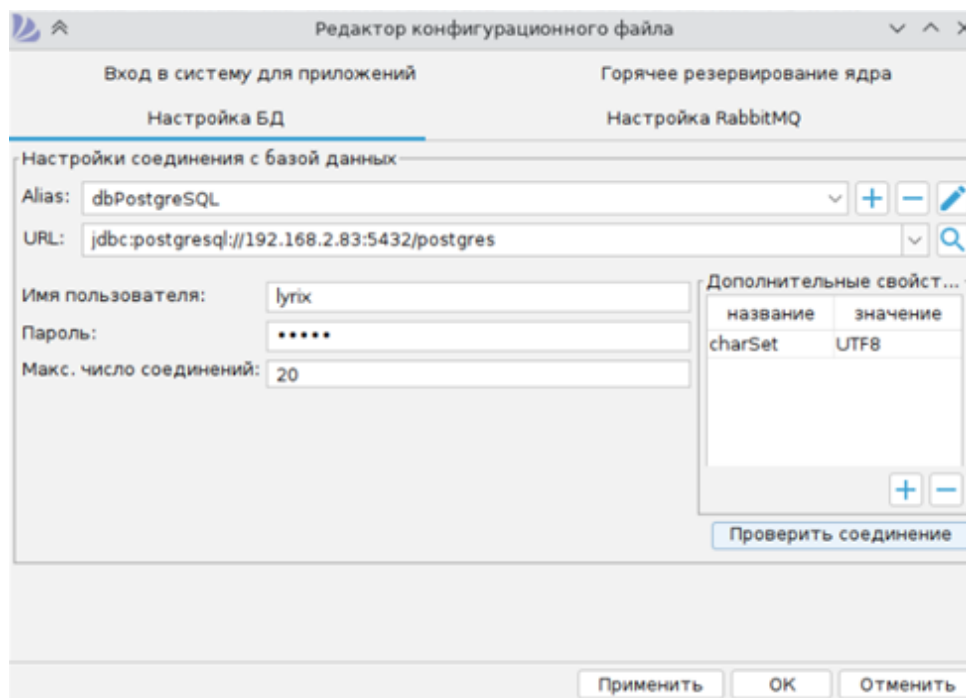 Редактор конфигурационного файла
Вход в систему для приложений Горячее резервирование ядра
Настройка БД Настройка RabbitMQ
Настройки соединения с базой данных
Alias: dbPostgreSQL
URL: jdbc:postgresql://192.168.2.83:5432/postgres
Имя пользователя: lyrix
Пароль: •••••
Макс. число соединений: 20
Дополнительные свойст...
название значение
charSet UTF8
Проверить соединение
Применить ОК Отменить